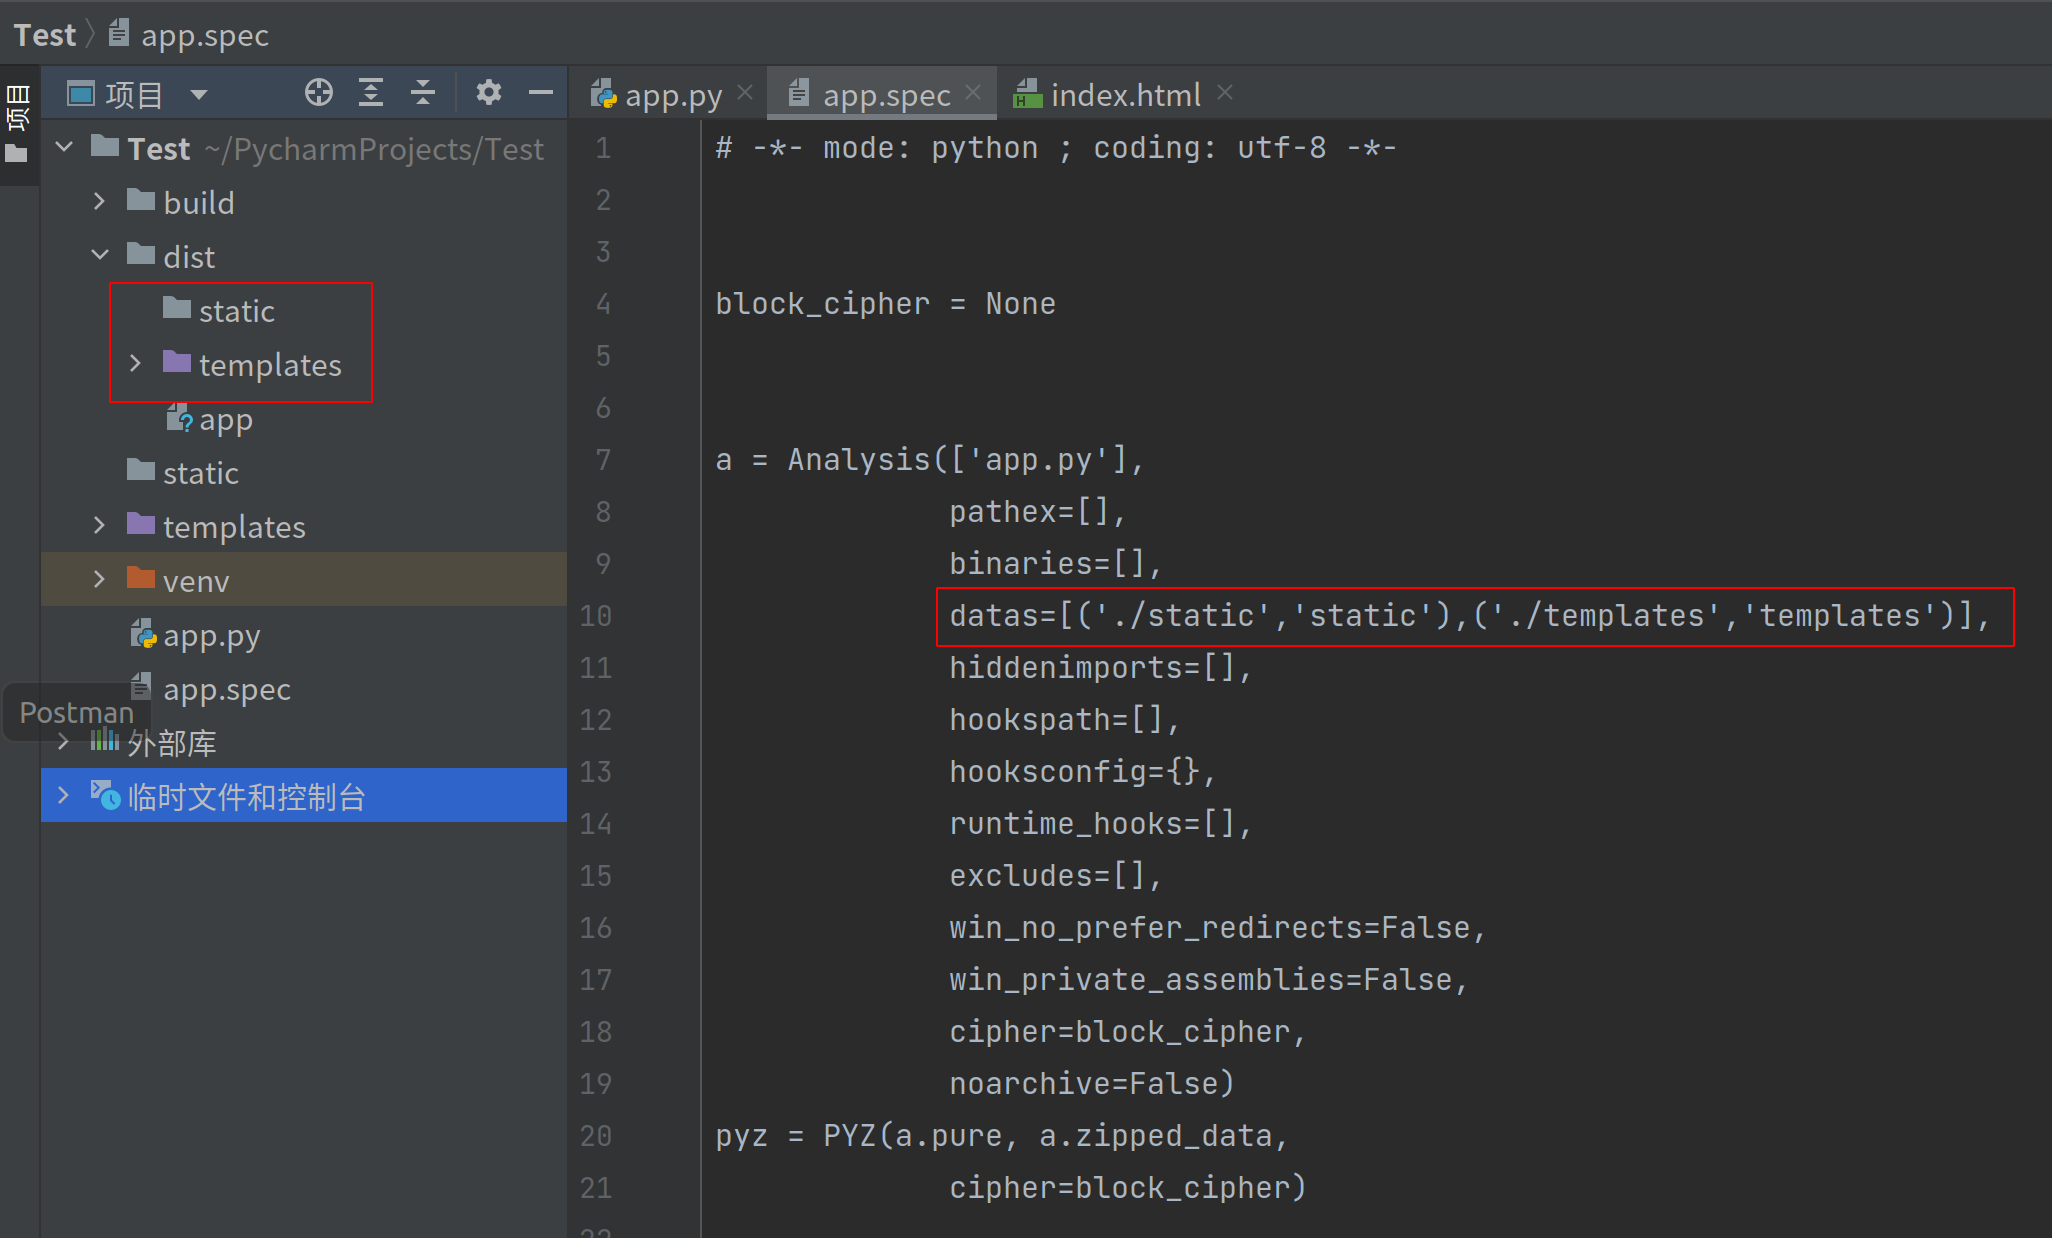 Test app.spec
项目
项目
Test ~/PycharmProjects/Test
build
dist
static
templates
app
static
templates
venv
app.py
app.spec
Postman
外部库
临时文件和控制台
app.py app.spec index.html
1 # -*- mode: python ; coding: utf-8 -*-
2
3
4 block_cipher = None
5
6
7 a = Analysis(['app.py'],
8 pathex=[],
9 binaries=[],
10 datas=[('./static','static'),('./templates','templates')],
11 hiddenimports=[],
12 hookspath=[],
13 hooksconfig={},
14 runtime_hooks=[],
15 excludes=[],
16 win_no_prefer_redirects=False,
17 win_private_assemblies=False,
18 cipher=block_cipher,
19 noarchive=False)
20 pyz = PYZ(a.pure, a.zipped_data,
21 cipher=block_cipher)